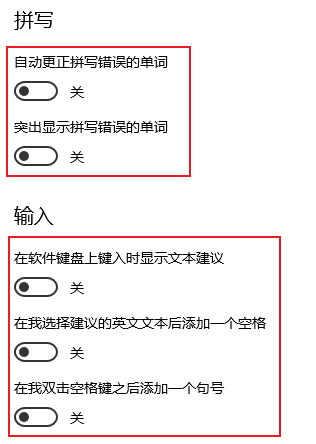 拼写
自动更正拼写错误的单词
关
突出显示拼写错误的单词
关
输入
在软件键盘上键入时显示文本建议
关
在我选择建议的英文文本后添加一个空格
关
在我双击空格键之后添加一个句号
关